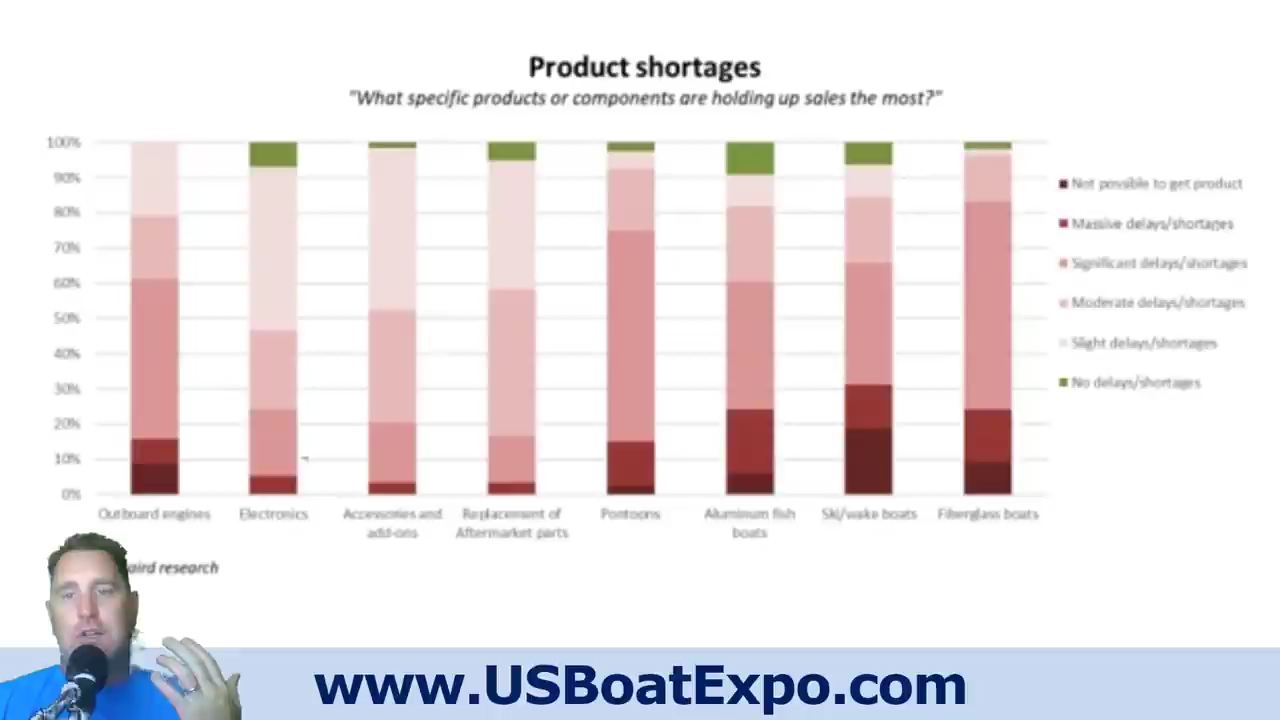 Product shortages
"What specific products or components are holding up sales the most?"
100%
90%
80%
70%
60%
50%
40%
30%
20%
10%
0%
Outboard engines
Electronics
Accessories and
add-ons
Replacement of
Aftermarket parts
Pontoons
Aluminum fish
boats
Ski/wake boats
Fiberglass boats
Not possible to get product
Massive delays/shortages
Significant delays/shortages
Moderate delays/shortages
Slight delays/shortages
No delays/shortages
aird research
www.USBoatExpo.com